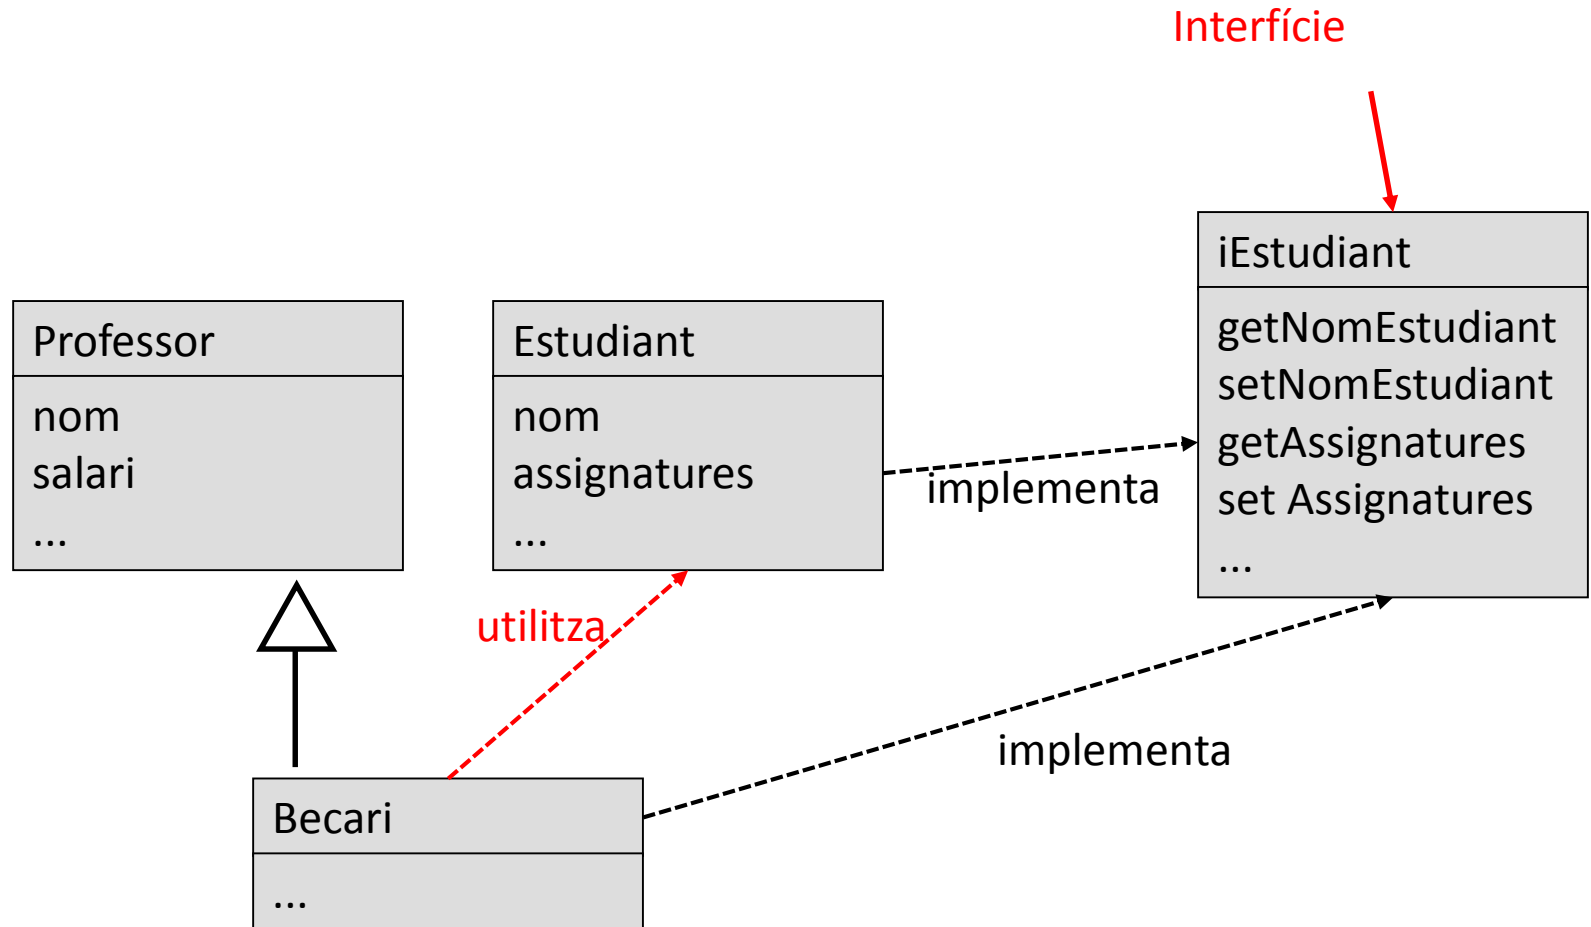 Interfície
iEstudiant
getNomEstudiant
setNomEstudiant
getAssignatures
set Assignatures
...
Professor
nom
salari
...
Estudiant
nom
assignatures
...
implementa
utilitza
implementa
Becari
...